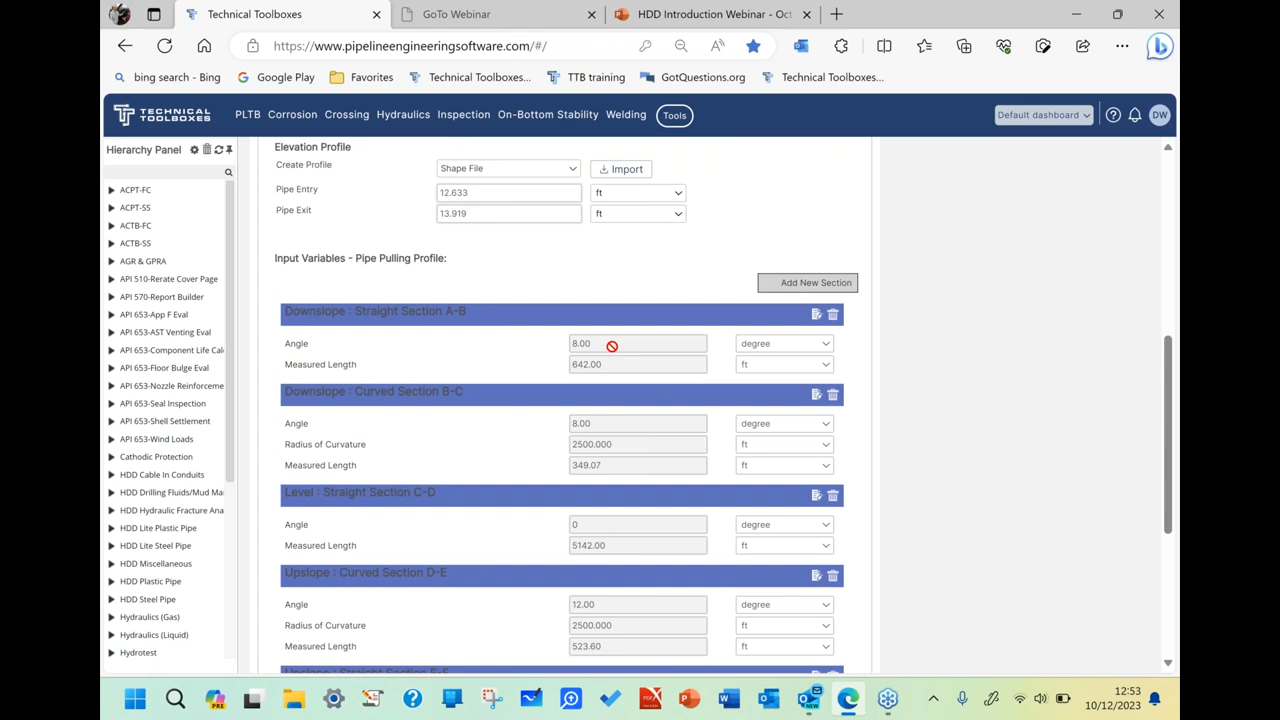 Technical Toolboxes
GoTo Webinar
HDD Introduction Webinar - Oct
https://www.pipelineengineeringsoftware.com/#/
bing search - Bing
Google Play
Favorites
Technical Toolboxes...
TTB training
GotQuestions.org
Technical Toolboxes...
TECHNICAL
TOOLBOXES
PLTB Corrosion Crossing Hydraulics Inspection On-Bottom Stability Welding Tools
Default dashboard
DW
Hierarchy Panel
ACPT-FC
ACPT-SS
ACTB-FC
ACTB-SS
AGR & GPRA
API 510-Rerate Cover Page
API 570-Report Builder
API 653-App F Eval
API 653-AST Venting Eval
API 653-Component Life Cal
API 653-Floor Bulge Eval
API 653-Nozzle Reinforceme
API 653-Seal Inspection
API 653-Shell Settlement
API 653-Wind Loads
Cathodic Protection
HDD Cable In Conduits
HDD Drilling Fluids/Mud Ma
HDD Hydraulic Fracture Ana
HDD Lite Plastic Pipe
HDD Lite Steel Pipe
HDD Miscellaneous
HDD Plastic Pipe
HDD Steel Pipe
Hydraulics (Gas)
Hydraulics (Liquid)
Hydrotest
Elevation Profile
Create Profile Shape File Import
Pipe Entry 12.633 ft
Pipe Exit 13.919 ft
Input Variables - Pipe Pulling Profile:
Add New Section
Downslope : Straight Section A-B
Angle 8.00 degree
Measured Length 642.00 ft
Downslope : Curved Section B-C
Angle 8.00 degree
Radius of Curvature 2500.000 ft
Measured Length 349.07 ft
Level : Straight Section C-D
Angle 0 degree
Measured Length 5142.00 ft
Upslope : Curved Section D-E
Angle 12.00 degree
Radius of Curvature 2500.000 ft
Measured Length 523.60 ft
Upslope : Straight Section E-F
PRE
NEW
12:53
10/12/2023